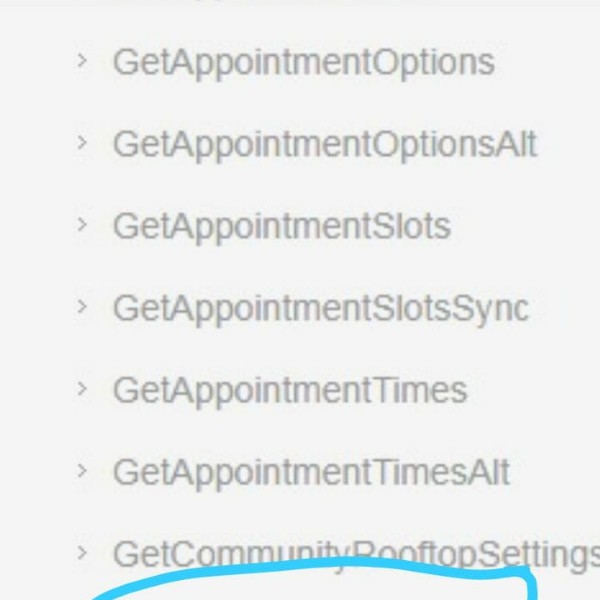 GetAppointmentOptions
GetAppointmentOptionsAlt
GetAppointmentSlots
GetAppointmentSlotsSync
GetAppointmentTimes
GetAppointmentTimesAlt
GetCommunityRooftopSettings